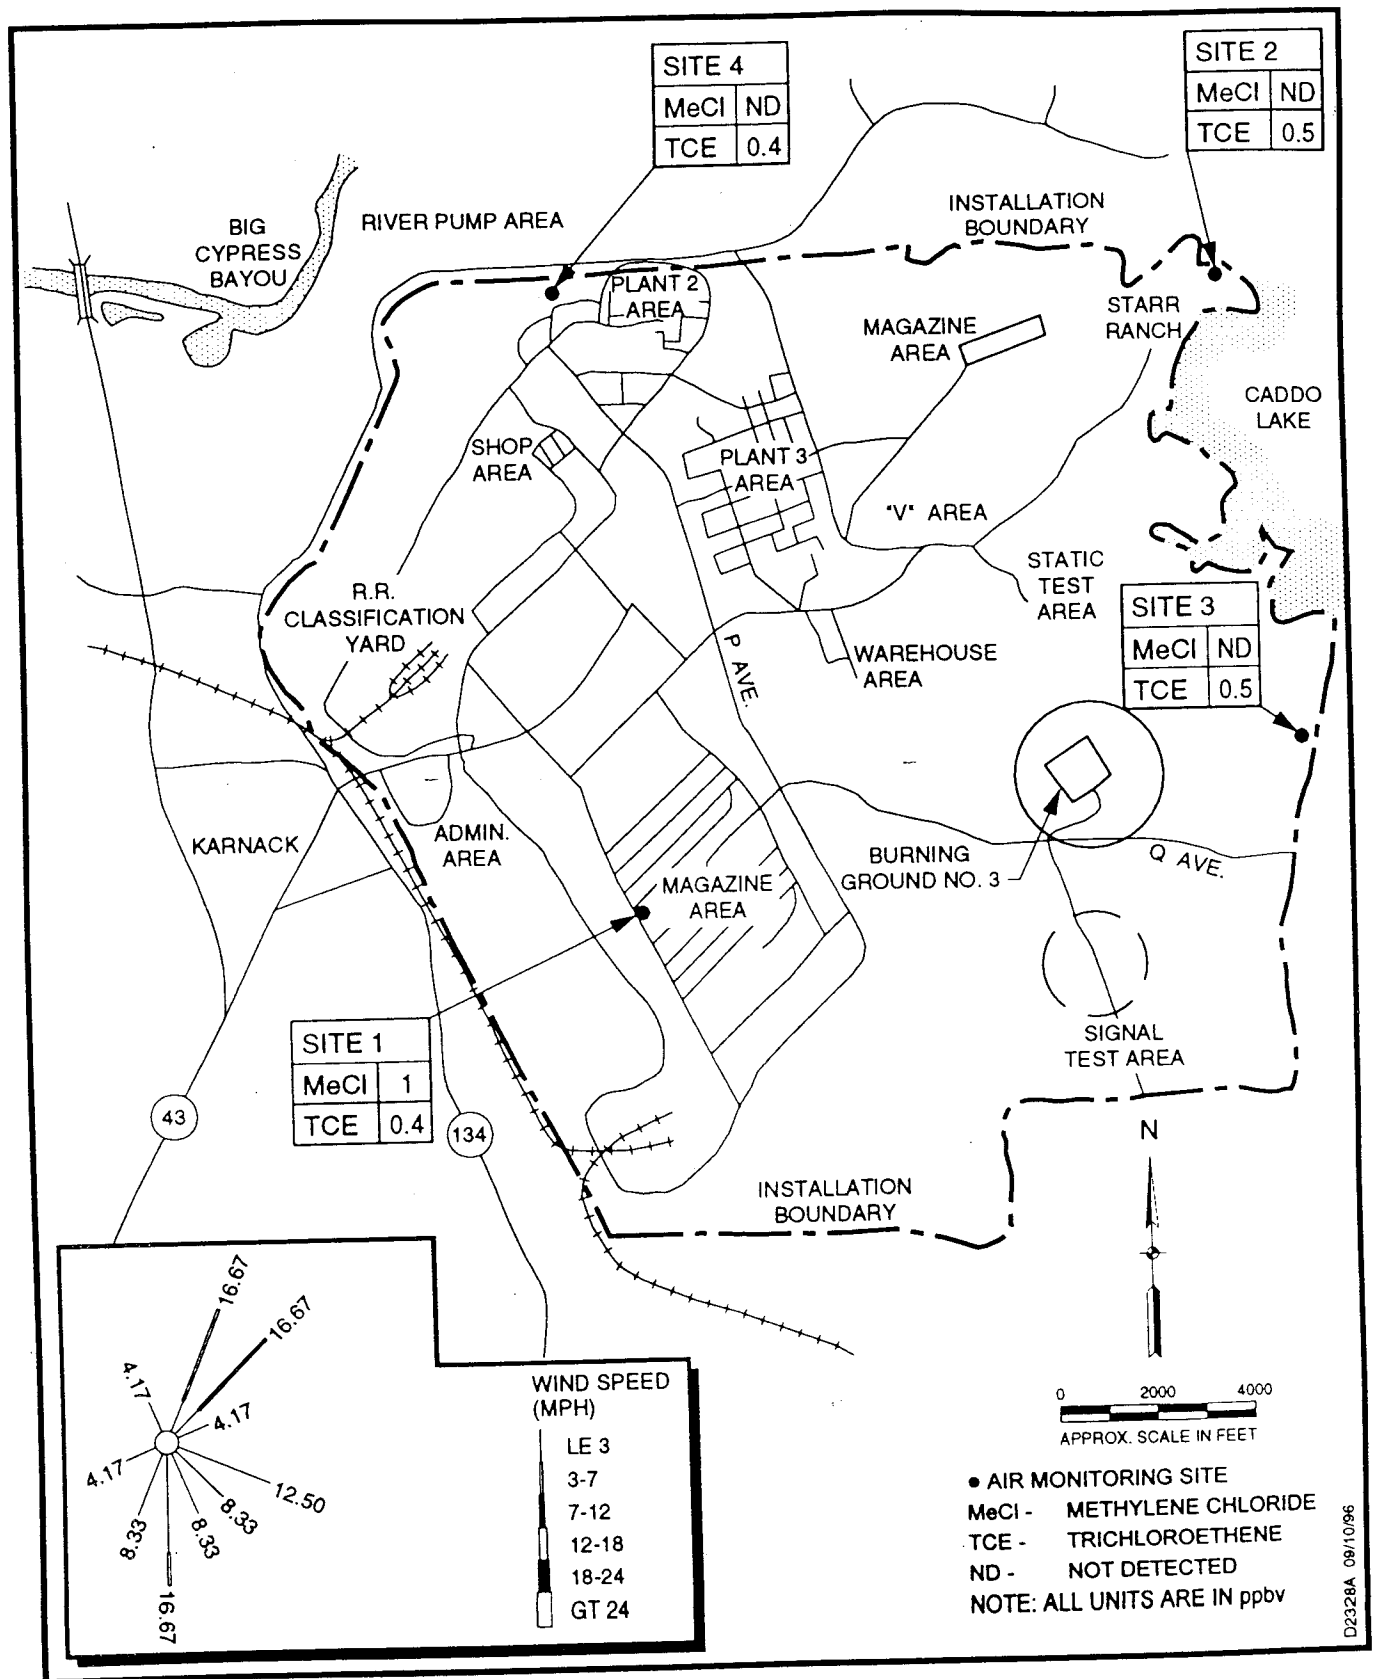 SITE 4
MeCl ND
TCE 0.4
SITE 2
MeCl ND
TCE 0.5
INSTALLATION
BOUNDARY
RIVER PUMP AREA
BIG
CYPRESS
BAYOU
PLANT 2
AREA
STARR
RANCH
MAGAZINE
AREA
CADDO
LAKE
SHOP
AREA
PLANT 3
AREA
"V" AREA
STATIC
TEST
AREA
R.R.
CLASSIFICATION
YARD
SITE 3
MeCl ND
TCE 0.5
P AVE.
WAREHOUSE
AREA
KARNACK
ADMIN.
AREA
BURNING
GROUND NO. 3
Q AVE.
MAGAZINE
AREA
SITE 1
MeCl 1
TCE 0.4
SIGNAL
TEST AREA
43
134
N
INSTALLATION
BOUNDARY
16.67
16.67
4.17
4.17
4.17
12.50
8.33
8.33
8.33
16.67
WIND SPEED
(MPH)
LE 3
3-7
7-12
12-18
18-24
GT 24
0 2000 4000
APPROX. SCALE IN FEET
● AIR MONITORING SITE
MeCl - METHYLENE CHLORIDE
TCE - TRICHLOROETHENE
ND - NOT DETECTED
NOTE: ALL UNITS ARE IN ppbv
D2328A 09/10/96